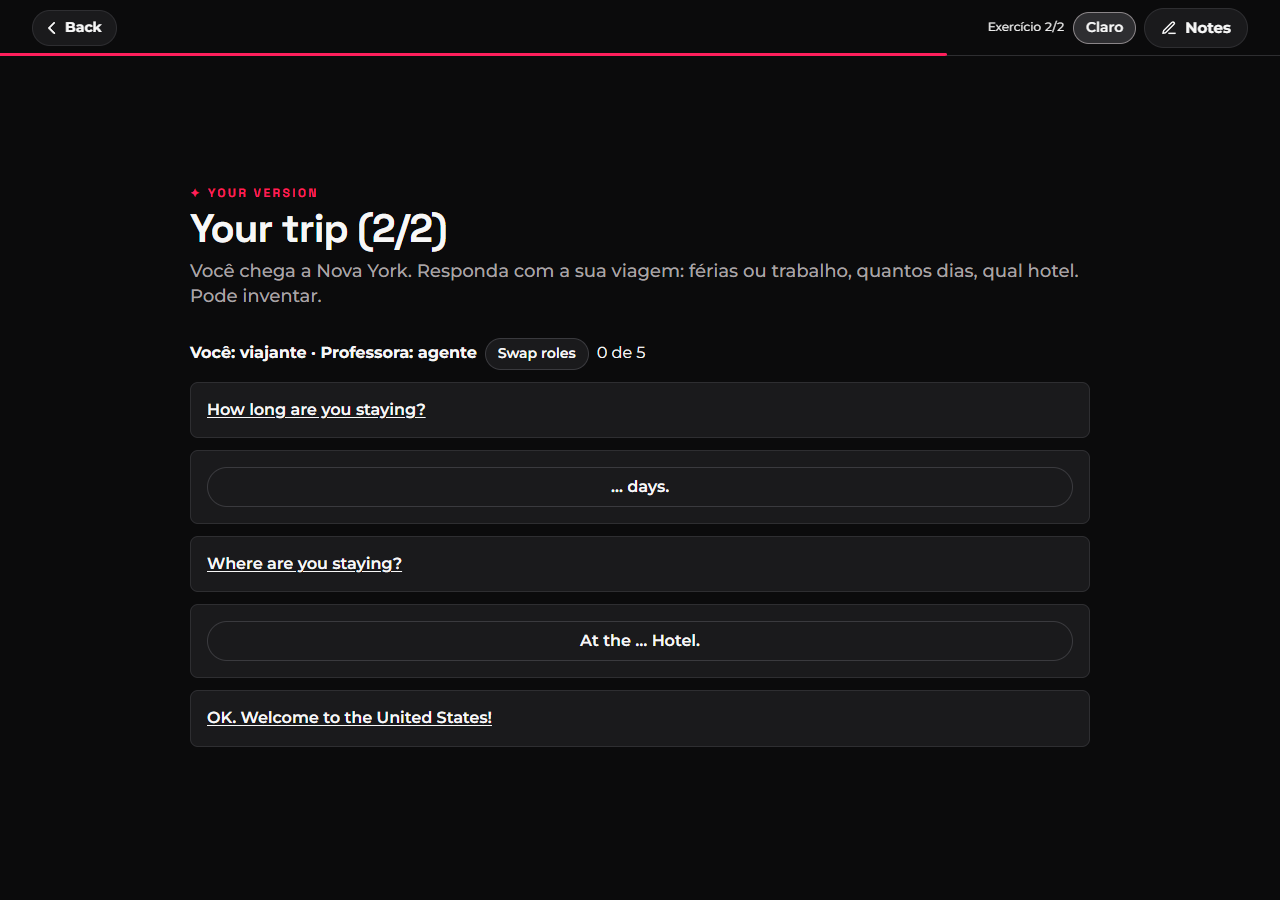 Back
Exercício 2/2
Claro
Notes
✦ YOUR VERSION
Your trip (2/2)
Você chega a Nova York. Responda com a sua viagem: férias ou trabalho, quantos dias, qual hotel.
Pode inventar.
Você: viajante · Professora: agente
Swap roles
0 de 5
How long are you staying?
... days.
Where are you staying?
At the ... Hotel.
OK. Welcome to the United States!